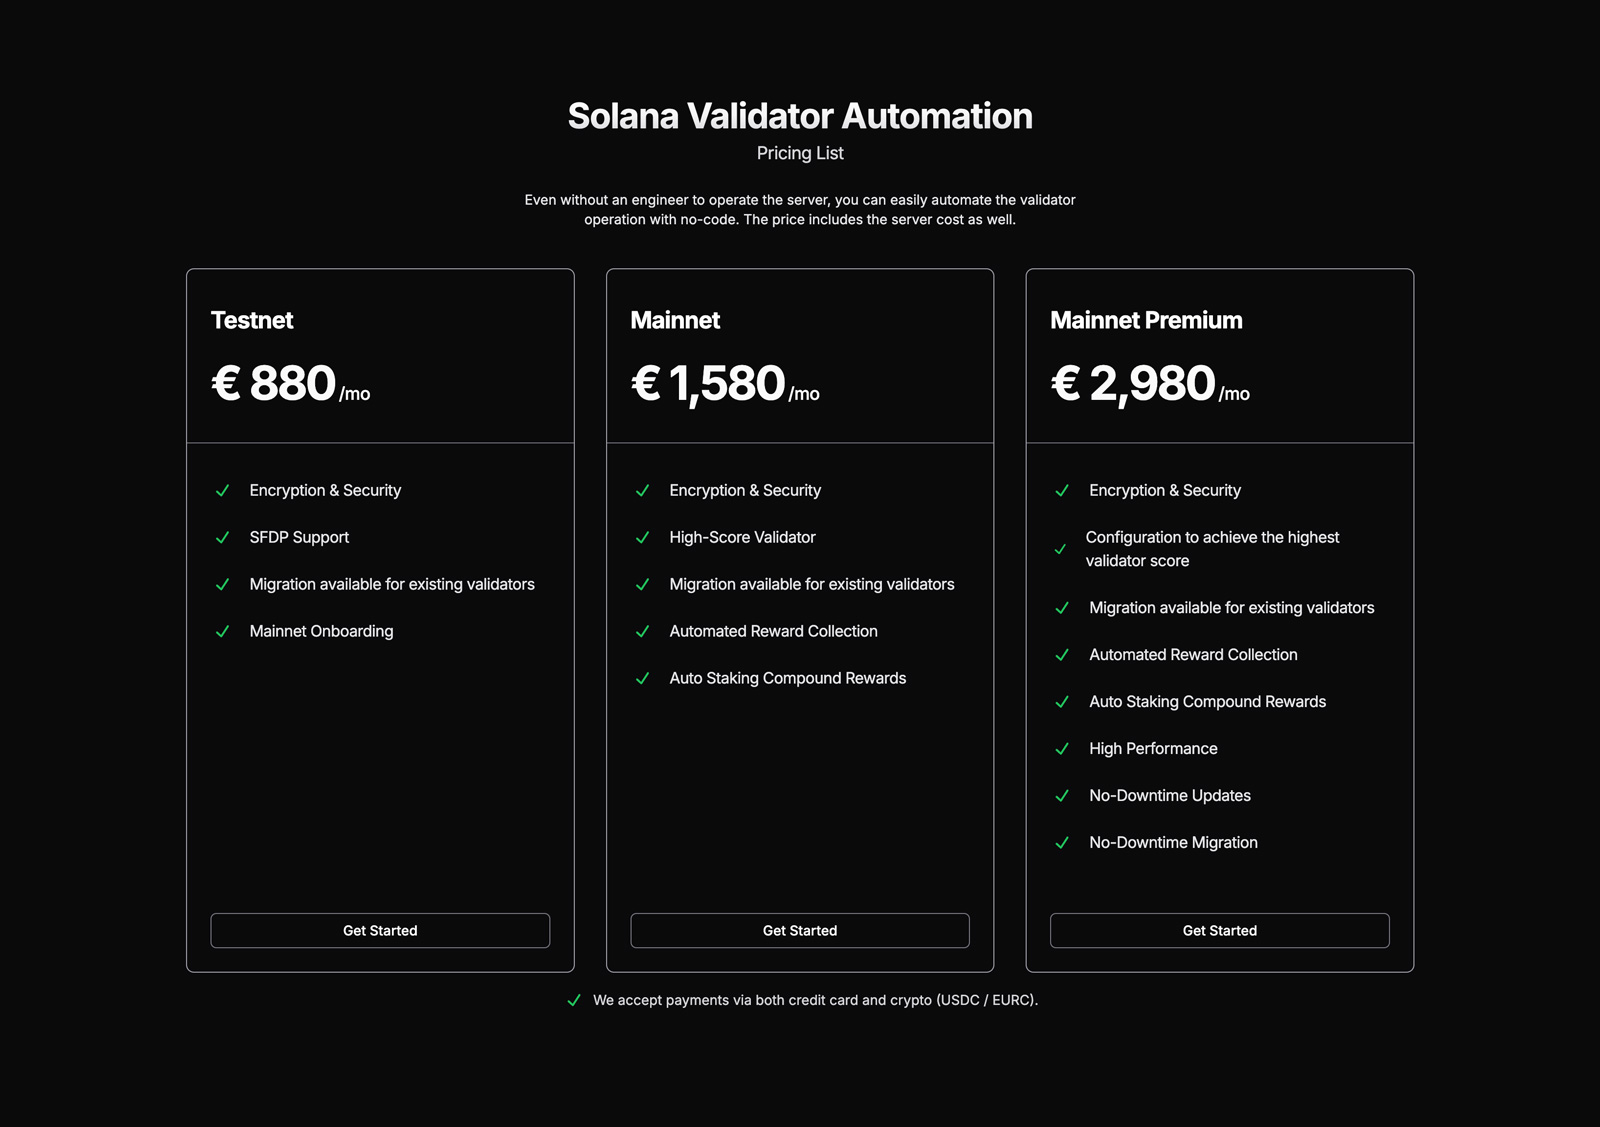 Solana Validator Automation
Pricing List
Even without an engineer to operate the server, you can easily automate the validator
operation with no-code. The price includes the server cost as well.
Testnet
€ 880 /mo
Encryption & Security
SFDP Support
Migration available for existing validators
Mainnet Onboarding
Get Started
Mainnet
€ 1,580 /mo
Encryption & Security
High-Score Validator
Migration available for existing validators
Automated Reward Collection
Auto Staking Compound Rewards
Get Started
Mainnet Premium
€ 2,980 /mo
Encryption & Security
Configuration to achieve the highest
validator score
Migration available for existing validators
Automated Reward Collection
Auto Staking Compound Rewards
High Performance
No-Downtime Updates
No-Downtime Migration
Get Started
We accept payments via both credit card and crypto (USDC / EURC).